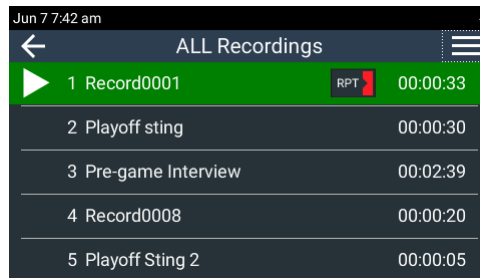 Jun 7 7:42 am
ALL Recordings
1 Record0001 RPT 00:00:33
2 Playoff sting 00:00:30
3 Pre-game Interview 00:02:39
4 Record0008 00:00:20
5 Playoff Sting 2 00:00:05